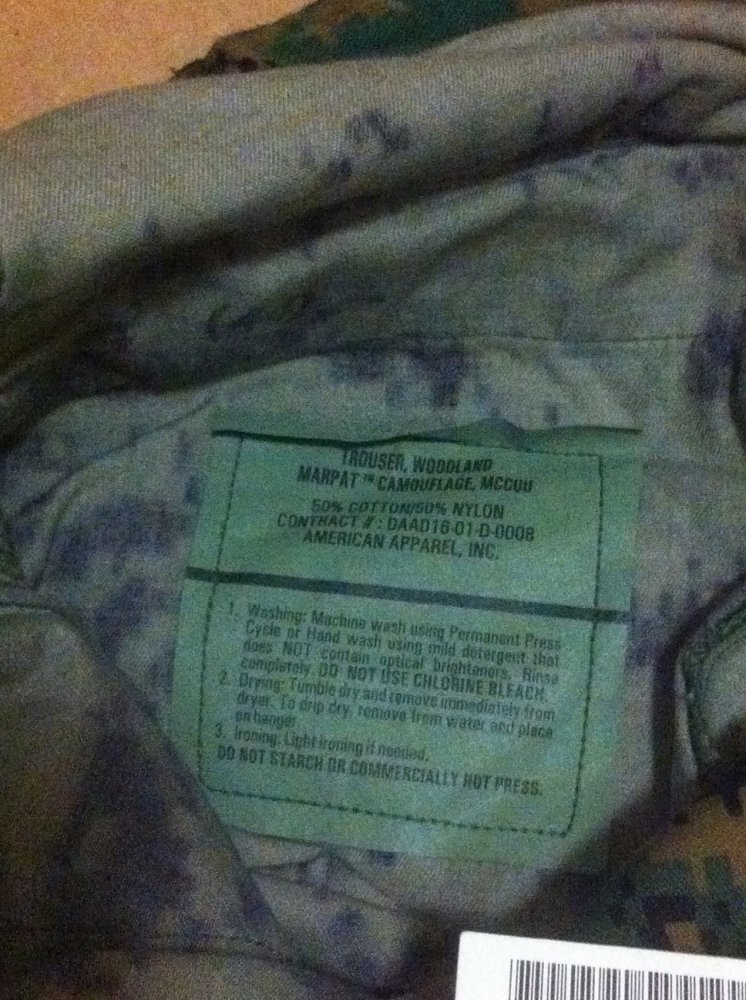 TROUSER, WOODLAND
MARPAT™ CAMOUFLAGE, MCCUU
50% COTTON/50% NYLON
CONTRACT # : DAAD16-01-D-0008
AMERICAN APPAREL, INC.
1. Washing: Machine wash using Permanent Press
Cycle or Hand wash using mild detergent that
does NOT contain optical brighteners. Rinse
completely. DO NOT USE CHLORINE BLEACH.
2. Drying: Tumble dry and remove immediately from
dryer. To drip dry, remove from water and place
on hanger.
3. Ironing: Light ironing if needed.
DO NOT STARCH OR COMMERCIALLY HOT PRESS.